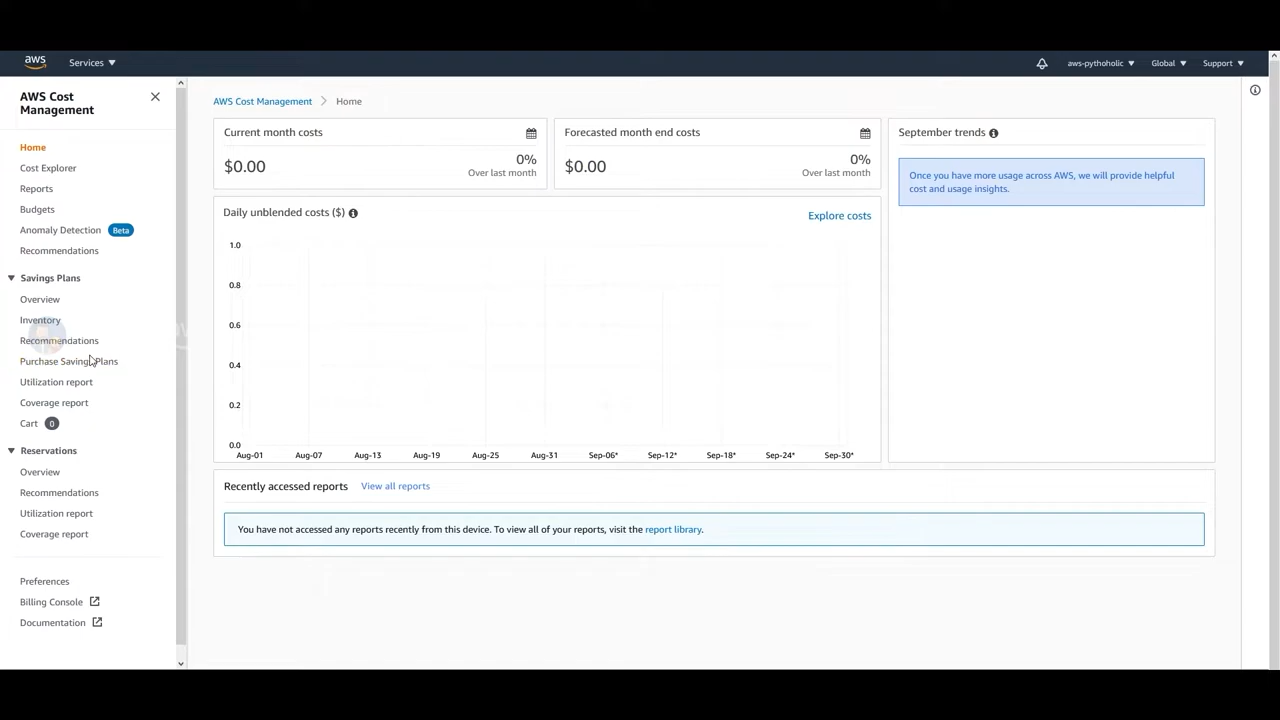 aws
Services
aws-pythoholic
Global
Support
AWS Cost
Management
Home
Cost Explorer
Reports
Budgets
Anomaly Detection Beta
Recommendations
Savings Plans
Overview
Inventory
Recommendations
Purchase Savings Plans
Utilization report
Coverage report
Cart 0
Reservations
Overview
Recommendations
Utilization report
Coverage report
Preferences
Billing Console
Documentation
AWS Cost Management > Home
Current month costs
$0.00
0%
Over last month
Forecasted month end costs
$0.00
0%
Over last month
September trends
Once you have more usage across AWS, we will provide helpful
cost and usage insights.
Daily unblended costs ($)
Explore costs
1.0
0.8
0.6
0.4
0.2
0.0
Aug-01 Aug-07 Aug-13 Aug-19 Aug-25 Aug-31 Sep-06* Sep-12* Sep-18* Sep-24* Sep-30*
Recently accessed reports View all reports
You have not accessed any reports recently from this device. To view all of your reports, visit the report library.